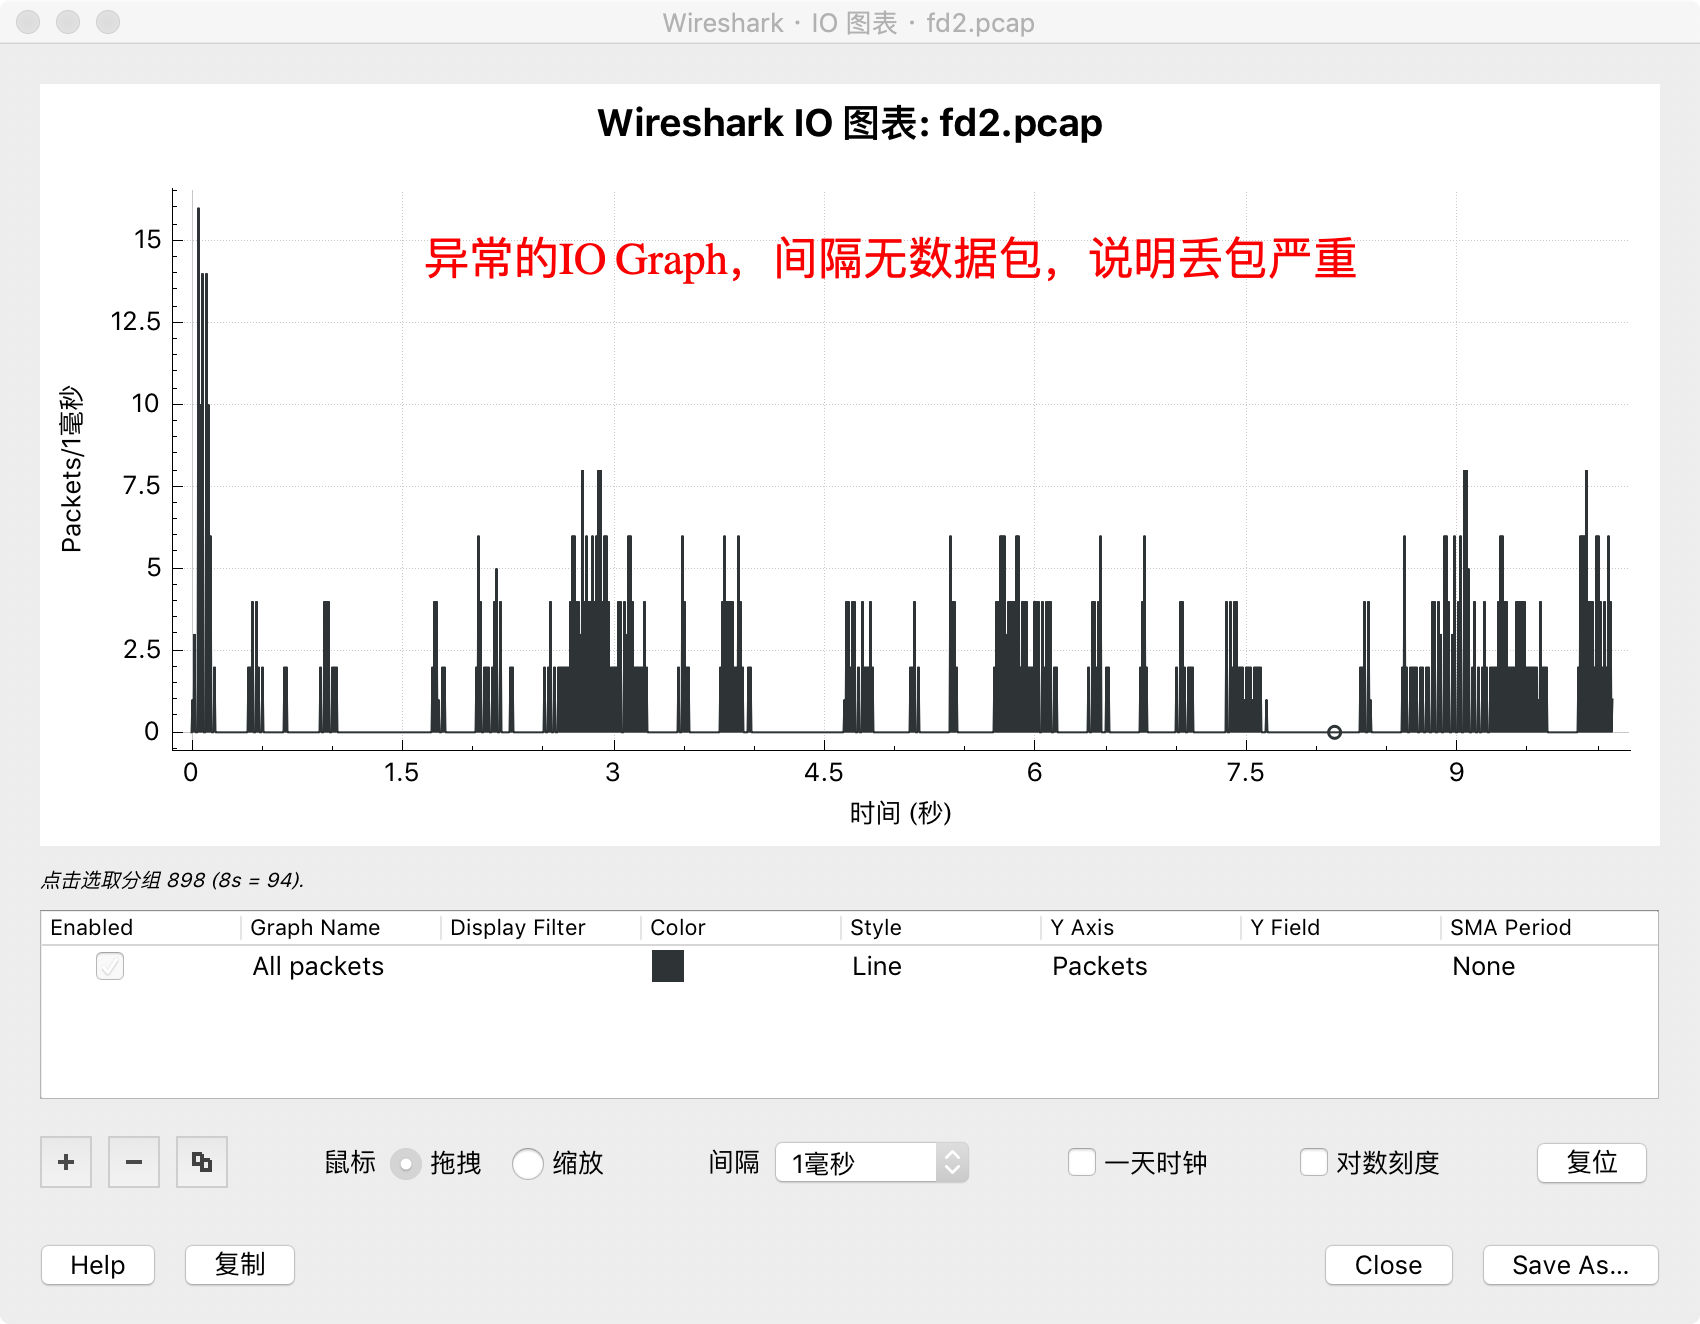 Wireshark · IO 图表 · fd2.pcap
Wireshark IO 图表: fd2.pcap
异常的IO Graph，间隔无数据包，说明丢包严重
15
12.5
10
7.5
5
2.5
0
Packets/1毫秒
0 1.5 3 4.5 6 7.5 9
时间 (秒)
点击选取分组 898 (8s = 94).
Enabled Graph Name Display Filter Color Style Y Axis Y Field SMA Period
All packets Line Packets None
鼠标 拖拽 缩放 间隔 1毫秒 一天时钟 对数刻度 复位
Help 复制 Close Save As...